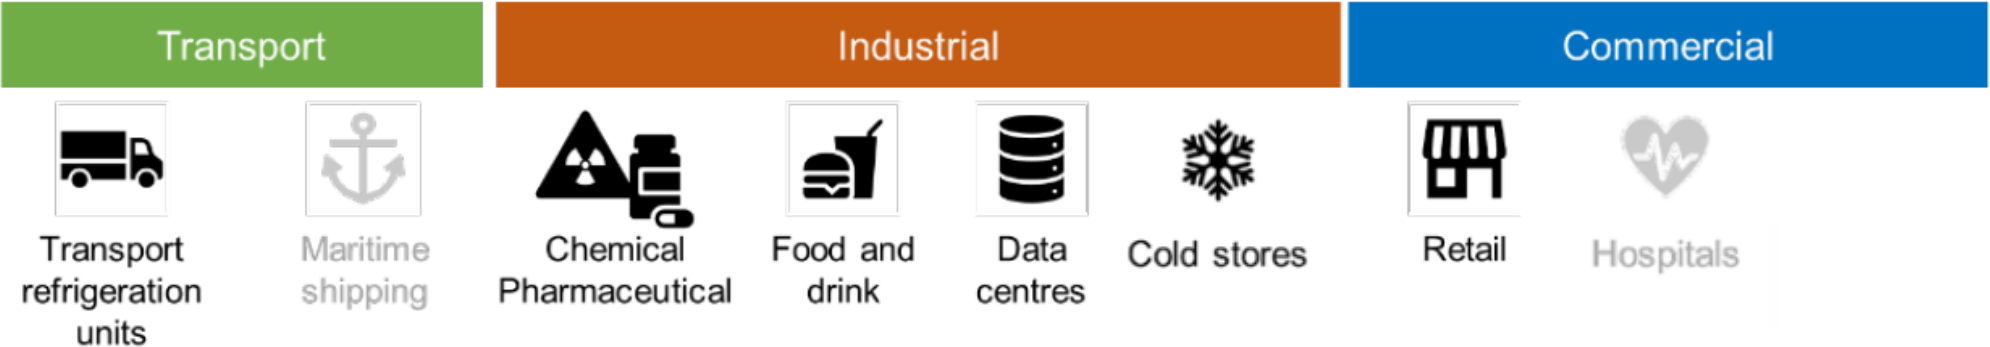 Transport
Industrial
Commercial
Transport
refrigeration
units
Maritime
shipping
Chemical
Pharmaceutical
Food and
drink
Data
centres
Cold stores
Retail
Hospitals